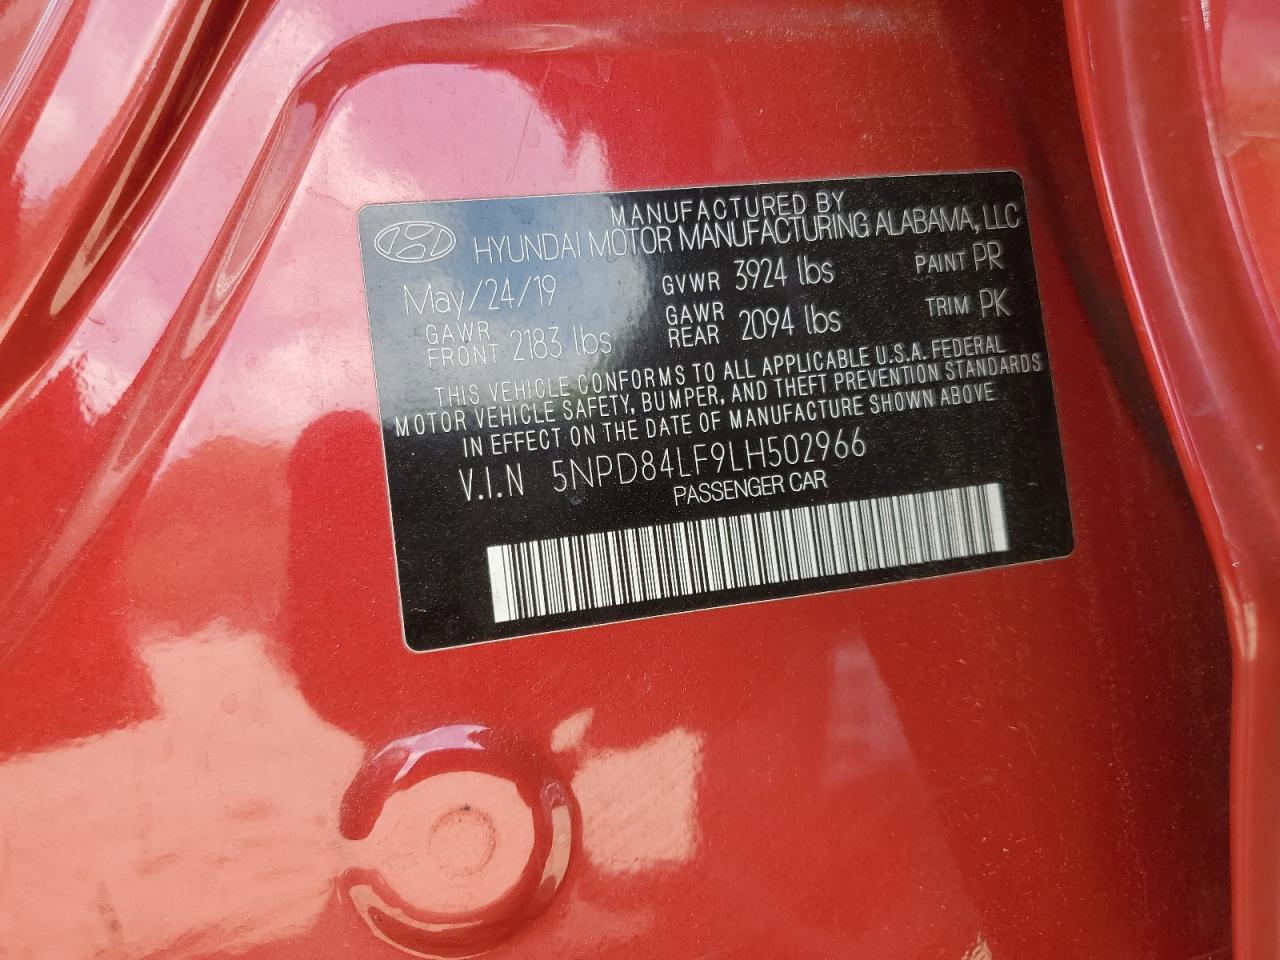 MANUFACTURED BY
HYUNDAI MOTOR MANUFACTURING ALABAMA, LLC
May/24/19 GVWR 3924 lbs PAINT PR
GAWR FRONT 2183 lbs GAWR REAR 2094 lbs TRIM PK
THIS VEHICLE CONFORMS TO ALL APPLICABLE U.S.A. FEDERAL
MOTOR VEHICLE SAFETY, BUMPER, AND THEFT PREVENTION STANDARDS
IN EFFECT ON THE DATE OF MANUFACTURE SHOWN ABOVE
V.I.N 5NPD84LF9LH502966
PASSENGER CAR